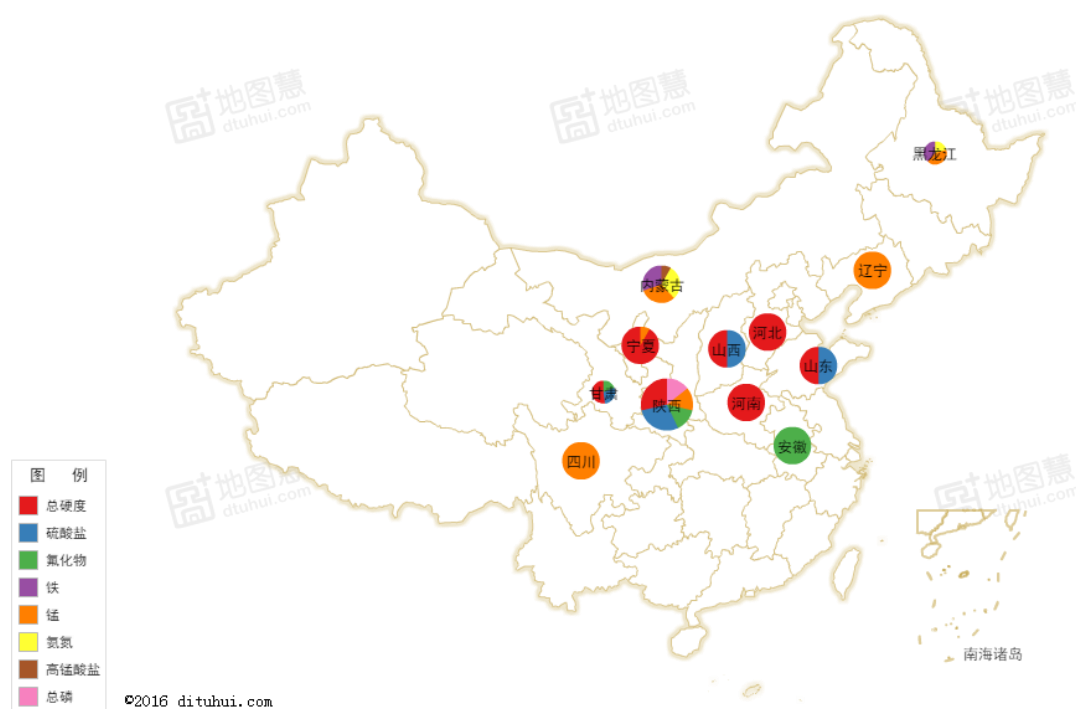 地图慧
dtuhui.com
地图慧
dtuhui.com
地图慧
dtuhui.com
黑龙江
辽宁
内蒙古
河北
宁夏
山西
山东
甘肃
陕西
河南
安徽
四川
地图慧
dtuhui.com
地图慧
dtuhui.com
图 例
总硬度
硫酸盐
氟化物
铁
锰
氨氮
高锰酸盐
总磷
南海诸岛
©2016 dituhui.com